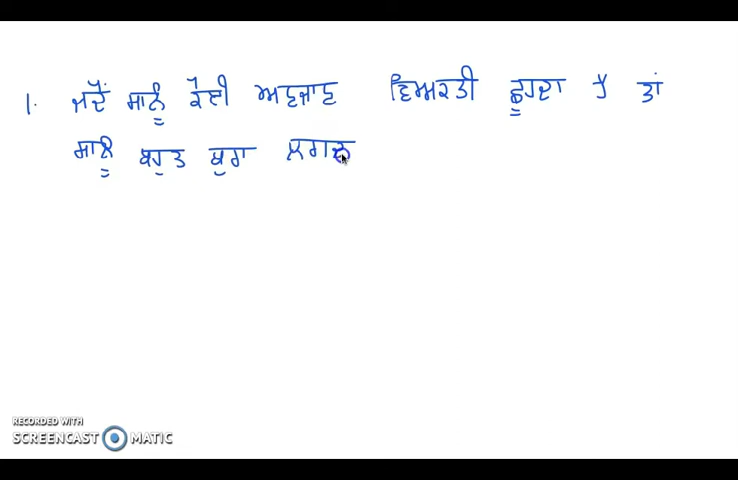 1. ਜਦੋਂ ਸਾਨੂੰ ਕੋਈ ਅਣਜਾਣ ਵਿਅਕਤੀ ਛੂਹਦਾ ਹੈ ਤਾਂ
ਸਾਨੂੰ ਬਹੁਤ ਬੁਰਾ
RECORDED WITH
SCREENCAST MATIC